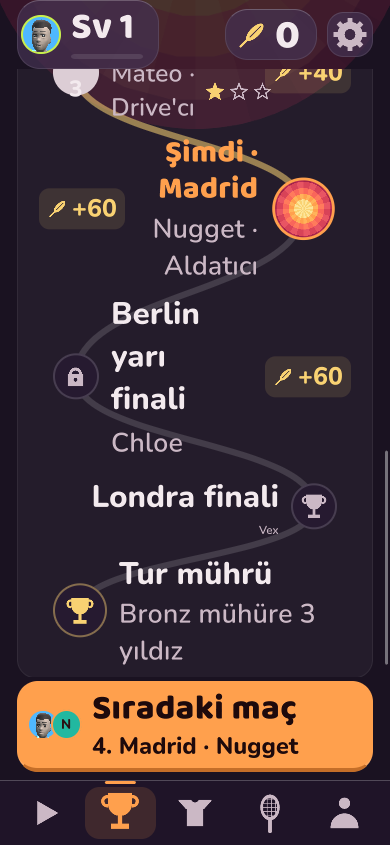 Sv 1
0
3
Mateo ·
Drive'cı
+40
Şimdi ·
Madrid
+60
Nugget ·
Aldatıcı
Berlin
yarı
finali
+60
Chloe
Londra finali
Vex
Tur mührü
Bronz mühüre 3
yıldız
N
Sıradaki maç
4. Madrid · Nugget